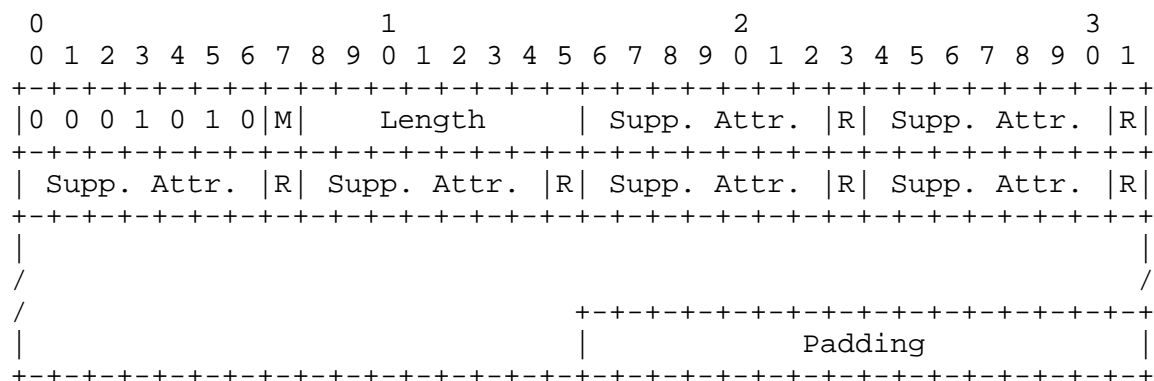 0                   1                   2                   3
 0 1 2 3 4 5 6 7 8 9 0 1 2 3 4 5 6 7 8 9 0 1 2 3 4 5 6 7 8 9 0 1
+-+-+-+-+-+-+-+-+-+-+-+-+-+-+-+-+-+-+-+-+-+-+-+-+-+-+-+-+-+-+-+-+
|0 0 0 1 0 1 0|M|    Length     |  Supp. Attr. |R|  Supp. Attr. |R|
+-+-+-+-+-+-+-+-+-+-+-+-+-+-+-+-+-+-+-+-+-+-+-+-+-+-+-+-+-+-+-+-+
| Supp. Attr. |R| Supp. Attr. |R| Supp. Attr. |R| Supp. Attr. |R|
+-+-+-+-+-+-+-+-+-+-+-+-+-+-+-+-+-+-+-+-+-+-+-+-+-+-+-+-+-+-+-+-+
|                                                               |
/                                                               /
/                               +-+-+-+-+-+-+-+-+-+-+-+-+-+-+-+-+
|                               |            Padding            |
+-+-+-+-+-+-+-+-+-+-+-+-+-+-+-+-+-+-+-+-+-+-+-+-+-+-+-+-+-+-+-+-+